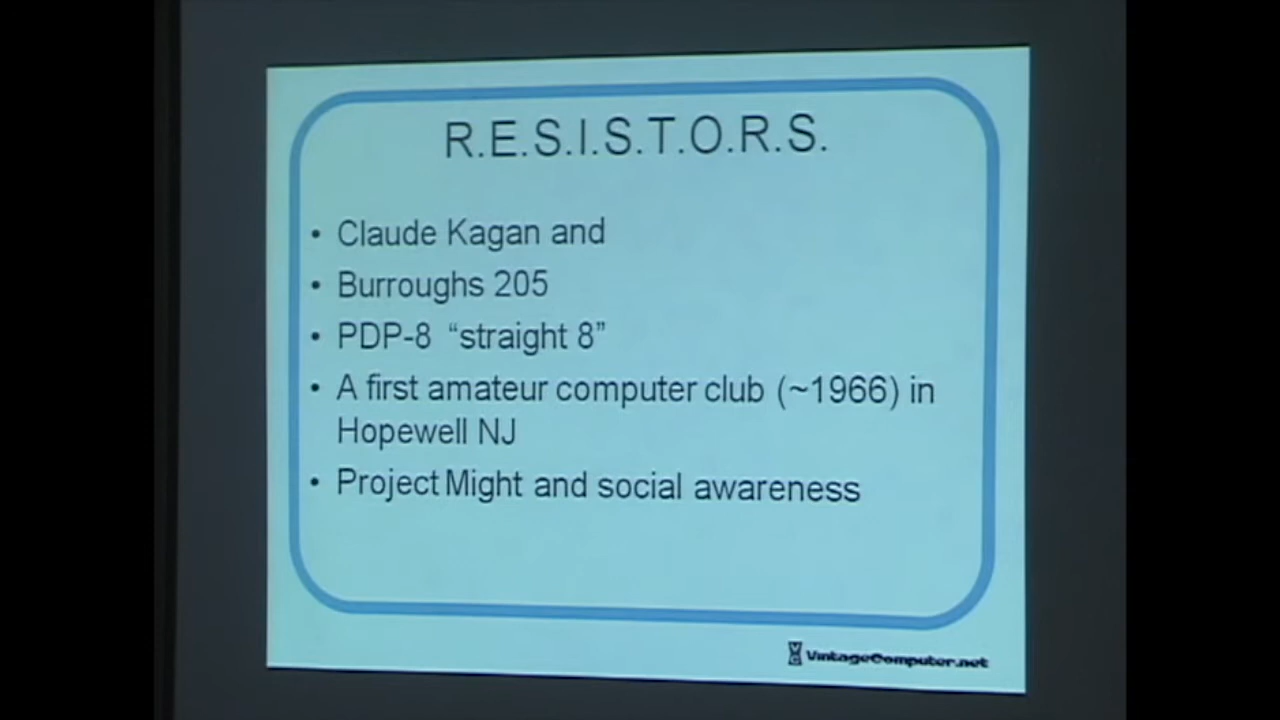 R.E.S.I.S.T.O.R.S.
• Claude Kagan and
• Burroughs 205
• PDP-8 “straight 8”
• A first amateur computer club (~1966) in
Hopewell NJ
• Project Might and social awareness
VintageComputer.net